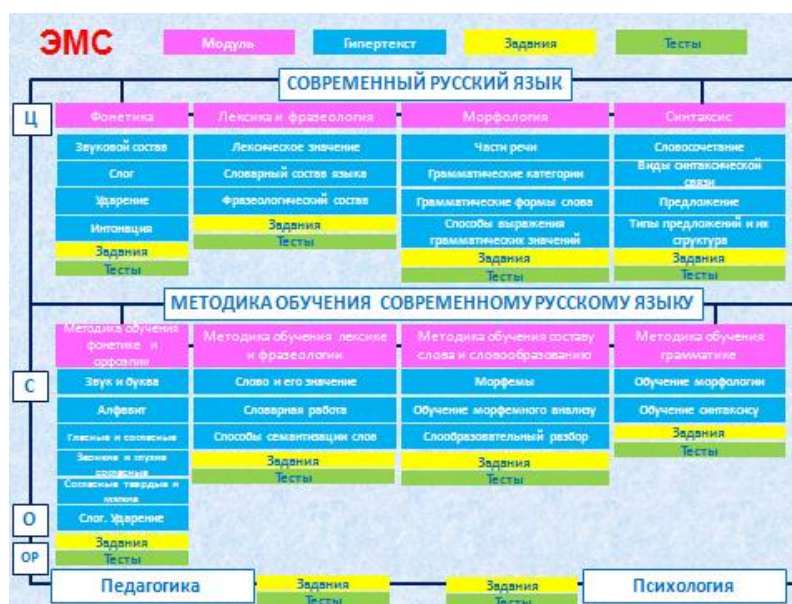 ЭМС
Модуль
Гипертекст
Задания
Тесты
СОВРЕМЕННЫЙ РУССКИЙ ЯЗЫК
Ц
Фонетика
Звуковой состав
Слог
Ударение
Интонация
Задания
Тесты
Лексика и фразеология
Лексическое значение
Словарный состав языка
Фразеологический состав
Задания
Тесты
Морфология
Части речи
Грамматические категории
Грамматические формы слова
Способы выражения
грамматических значений
Задания
Тесты
Синтаксис
Словосочетание
Виды синтаксической
связи
Предложение
Типы предложений и их
структура
Задания
Тесты
МЕТОДИКА ОБУЧЕНИЯ СОВРЕМЕННОМУ РУССКОМУ ЯЗЫКУ
С
О
ОР
Методика обучения
фонетике и
орфоэпии
Звук и буква
Алфавит
Гласные и согласные
Звонкие и глухие
согласные
Согласные твердые и
мягкие
Слог. Ударение
Задания
Тесты
Методика обучения лексике
и фразеологии
Слово и его значение
Словарная работа
Способы семантизации слов
Задания
Тесты
Методика обучения составу
слова и словообразованию
Морфемы
Обучение морфемного анализу
Слообразовательный разбор
Задания
Тесты
Методика обучения
грамматике
Обучение морфологии
Обучение синтаксису
Задания
Тесты
Педагогика
Задания
Тесты
Задания
Тесты
Психология